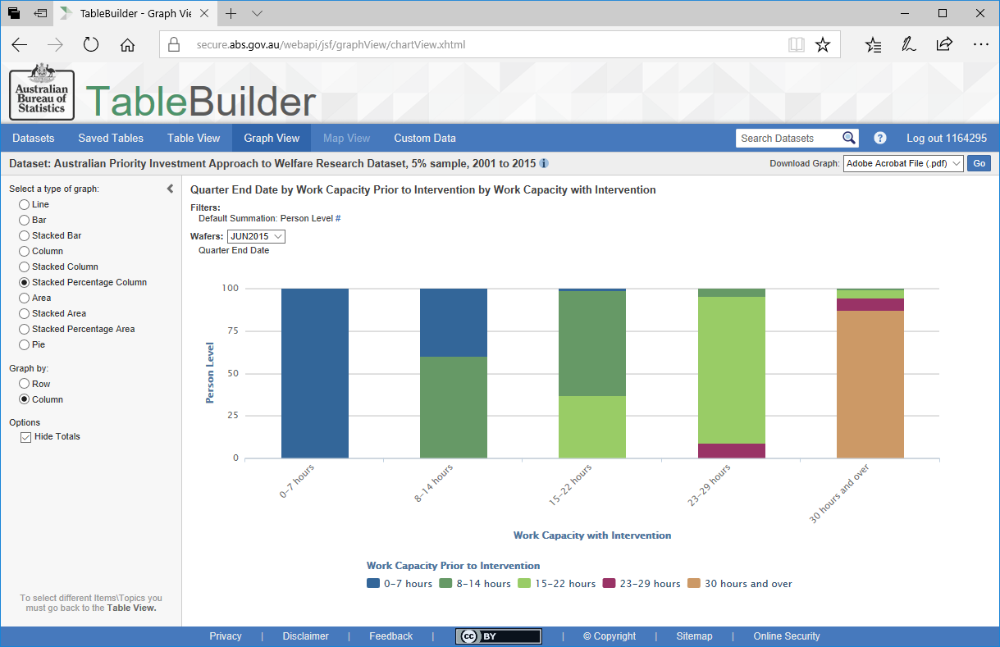 TableBuilder - Graph Vie
secure.abs.gov.au/webapi/jsf/graphView/chartView.xhtml
Australian
Bureau of
Statistics
TableBuilder
Datasets Saved Tables Table View Graph View Map View Custom Data Search Datasets ? Log out 1164295
Dataset: Australian Priority Investment Approach to Welfare Research Dataset, 5% sample, 2001 to 2015 i Download Graph: Adobe Acrobat File (.pdf) Go
Select a type of graph:
Line
Bar
Stacked Bar
Column
Stacked Column
Stacked Percentage Column
Area
Stacked Area
Stacked Percentage Area
Pie
Graph by:
Row
Column
Options
Hide Totals
To select different Items\Topics you
must go back to the Table View.
Quarter End Date by Work Capacity Prior to Intervention by Work Capacity with Intervention
Filters:
Default Summation: Person Level #
Wafers: JUN2015
Quarter End Date
100
75
50
25
0
Person Level
0–7 hours
8–14 hours
15–22 hours
23–29 hours
30 hours and over
Work Capacity with Intervention
Work Capacity Prior to Intervention
0–7 hours 8–14 hours 15–22 hours 23–29 hours 30 hours and over
Privacy | Disclaimer | Feedback | cc BY | © Copyright | Sitemap | Online Security